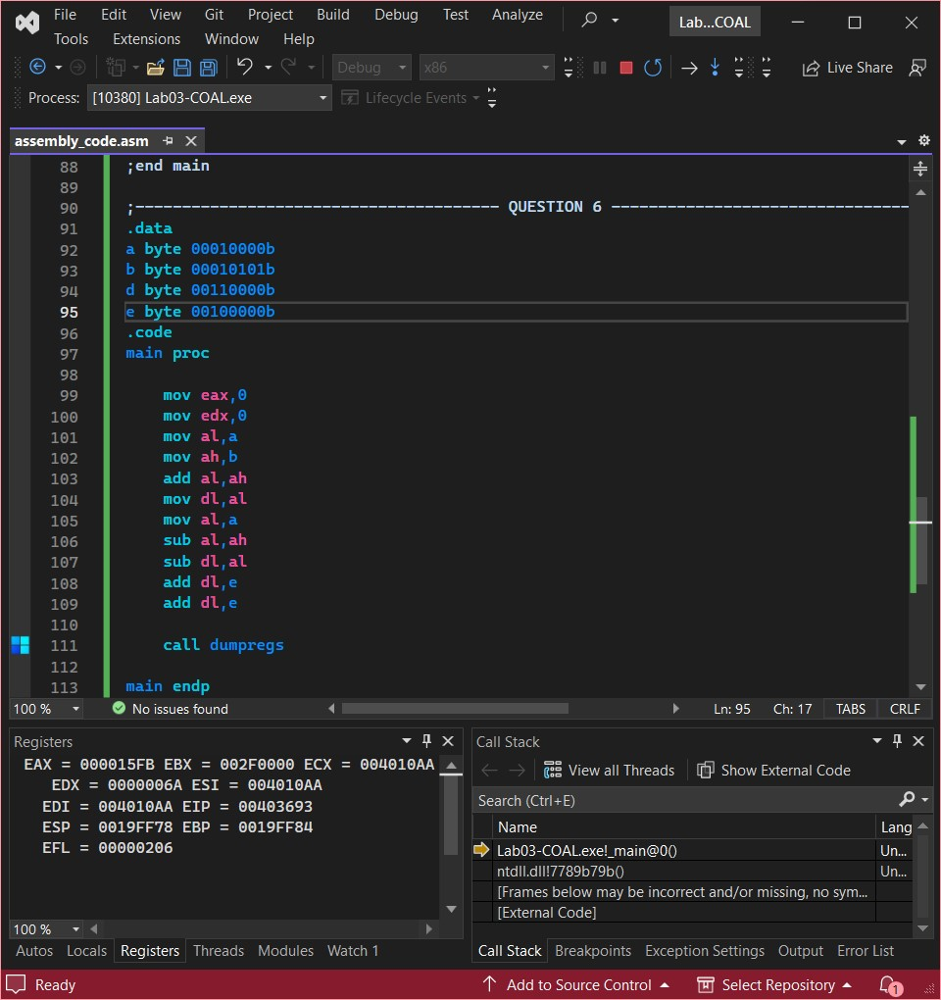 File Edit View Git Project Build Debug Test Analyze Lab...COAL
Tools Extensions Window Help
Debug x86 Live Share
Process: [10380] Lab03-COAL.exe Lifecycle Events
assembly_code.asm
88 ;end main
89
90 ;--------------------------------------- QUESTION 6 --------------------------------
91 .data
92 a byte 00010000b
93 b byte 00010101b
94 d byte 00110000b
95 e byte 00100000b
96 .code
97 main proc
98
99 mov eax,0
100 mov edx,0
101 mov al,a
102 mov ah,b
103 add al,ah
104 mov dl,al
105 mov al,a
106 sub al,ah
107 sub dl,al
108 add dl,e
109 add dl,e
110
111 call dumpregs
112
113 main endp
100 % No issues found Ln: 95 Ch: 17 TABS CRLF
Registers
EAX = 000015FB EBX = 002F0000 ECX = 004010AA
EDX = 0000006A ESI = 004010AA
EDI = 004010AA EIP = 00403693
ESP = 0019FF78 EBP = 0019FF84
EFL = 00000206
100 %
Autos Locals Registers Threads Modules Watch 1
Call Stack
View all Threads Show External Code
Search (Ctrl+E)
Name Lang
Lab03-COAL.exe!_main@0() Un...
ntdll.dll!7789b79b() Un...
[Frames below may be incorrect and/or missing, no sym...
[External Code]
Call Stack Breakpoints Exception Settings Output Error List
Ready Add to Source Control Select Repository 1